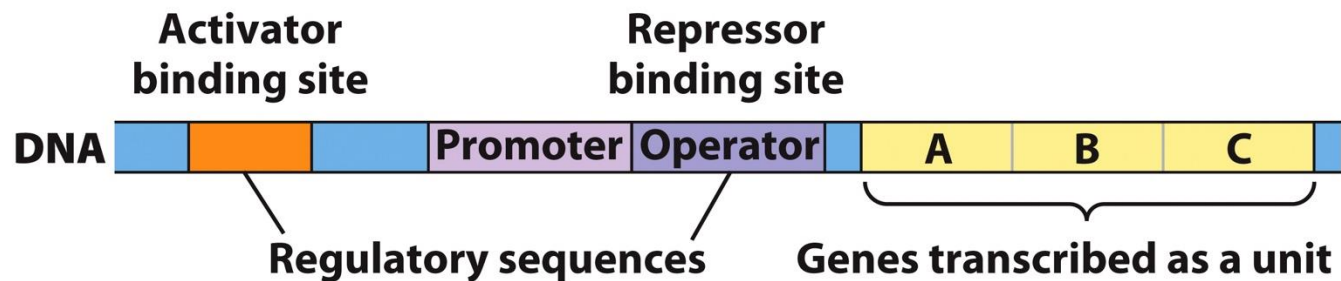 Activator
binding site
Repressor
binding site
DNA Promoter Operator A B C
Regulatory sequences
Genes transcribed as a unit